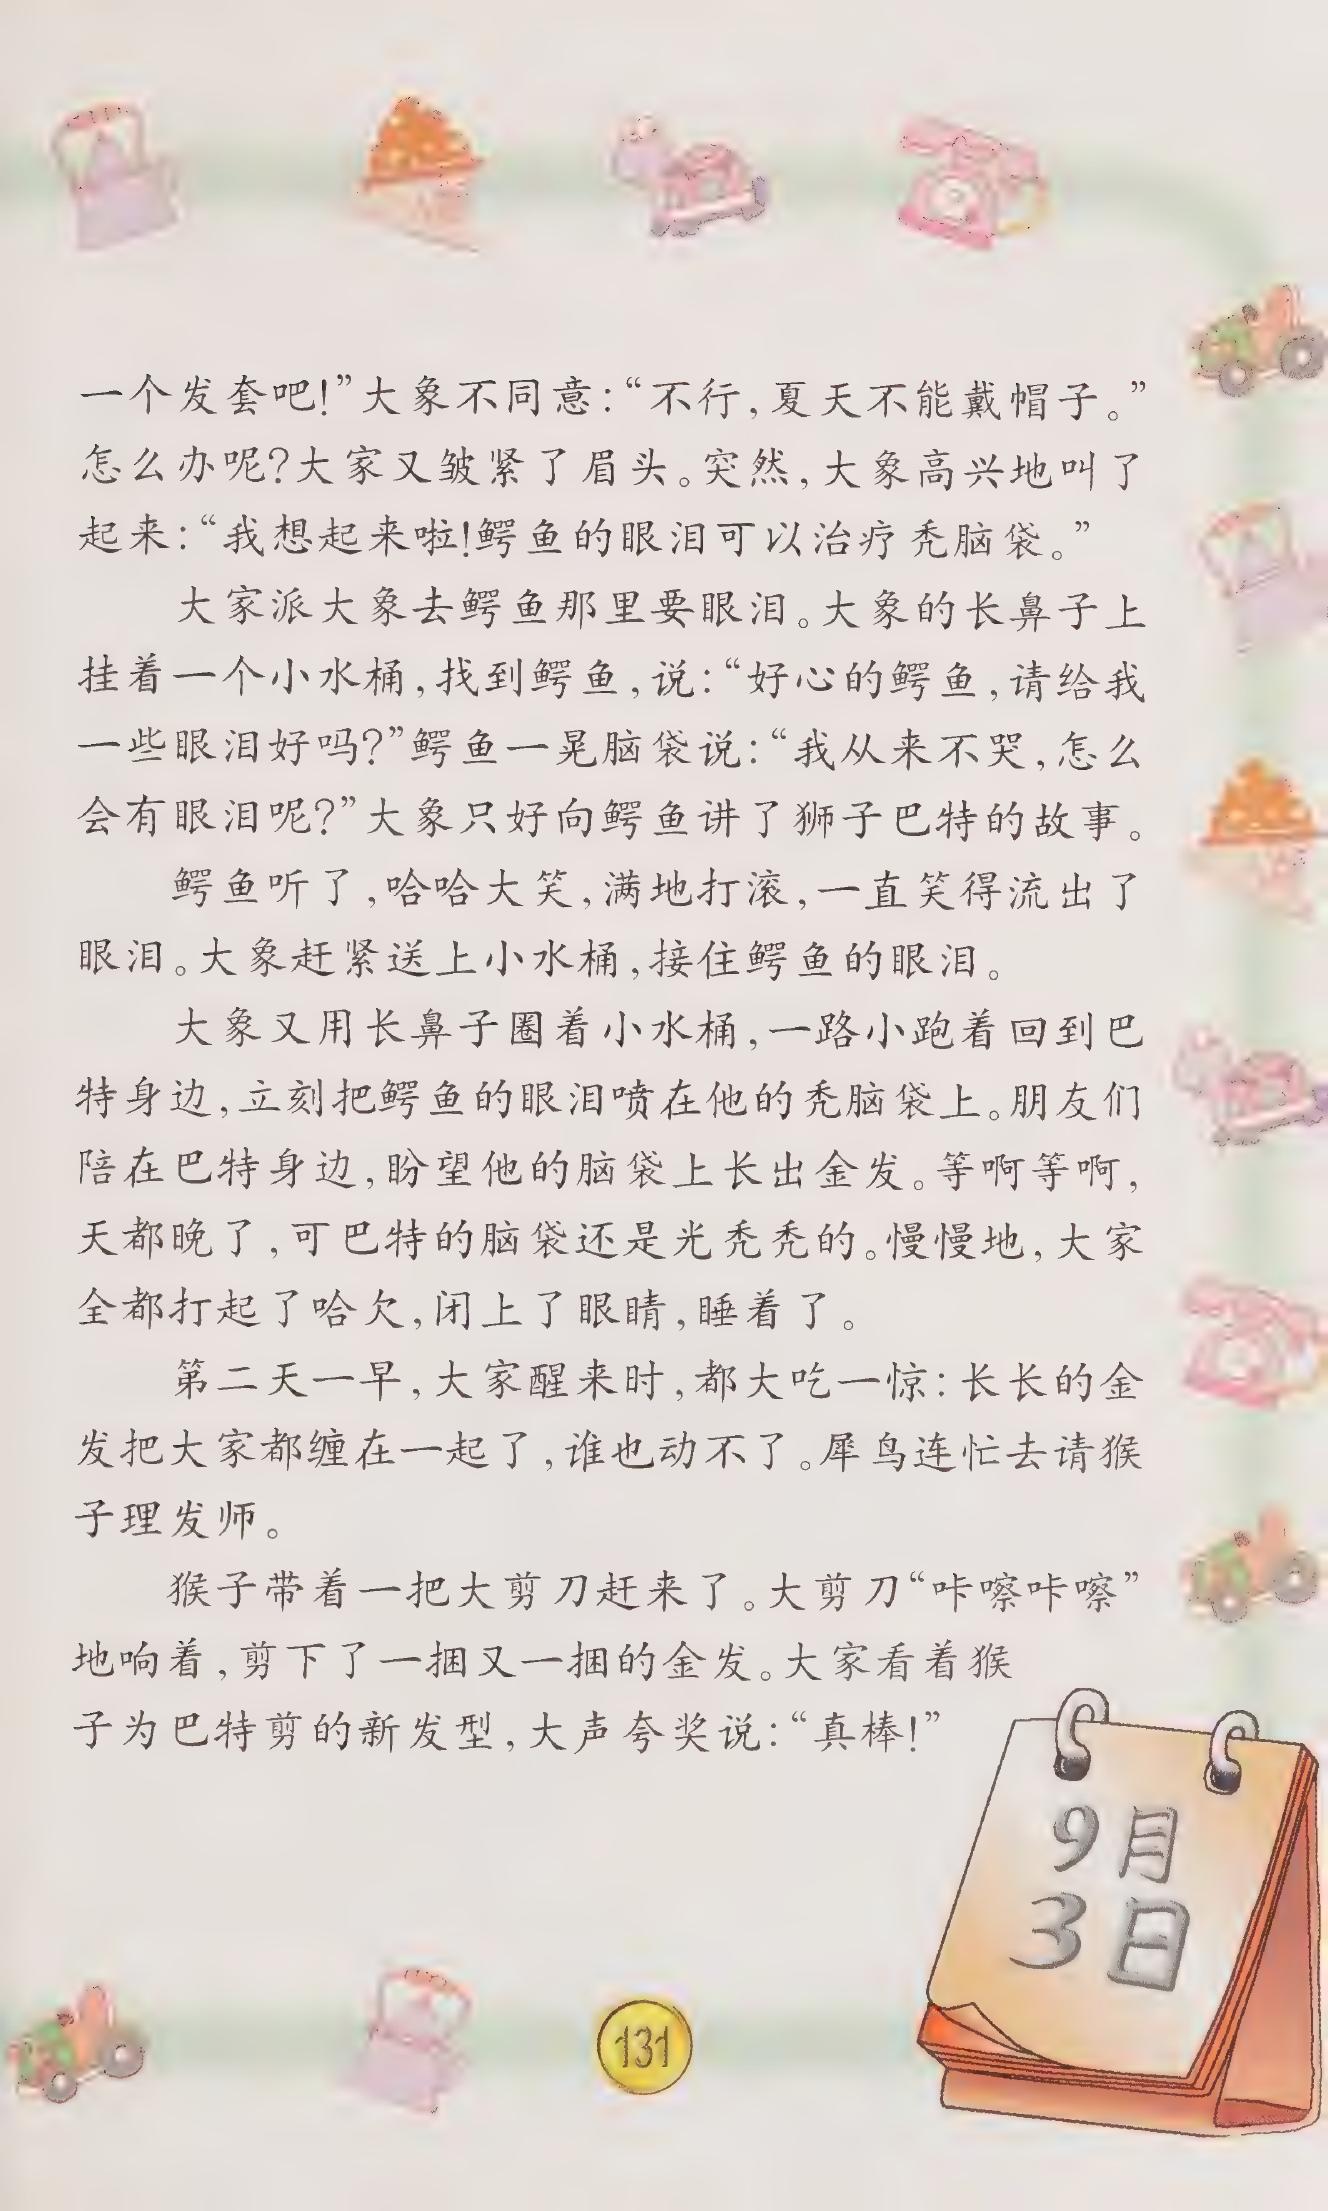 一个发套吧!”大象不同意:“不行,夏天不能戴帽子。”
怎么办呢?大家又皱紧了眉头。突然,大象高兴地叫了
起来:“我想起来啦!鳄鱼的眼泪可以治疗秃脑袋。”
大家派大象去鳄鱼那里要眼泪。大象的长鼻子上
挂着一个小水桶,找到鳄鱼,说:“好心的鳄鱼,请给我
一些眼泪好吗?”鳄鱼一晃脑袋说:“我从来不哭,怎么
会有眼泪呢?”大象只好向鳄鱼讲了狮子巴特的故事。
鳄鱼听了,哈哈大笑,满地打滚,一直笑得流出了
眼泪。大象赶紧送上小水桶,接住鳄鱼的眼泪。
大象又用长鼻子圈着小水桶,一路小跑着回到巴
特身边,立刻把鳄鱼的眼泪喷在他的秃脑袋上。朋友们
陪在巴特身边,盼望他的脑袋上长出金发。等啊等啊,
天都晚了,可巴特的脑袋还是光秃秃的。慢慢地,大家
全都打起了哈欠,闭上了眼睛,睡着了。
第二天一早,大家醒来时,都大吃一惊:长长的金
发把大家都缠在一起了,谁也动不了。犀鸟连忙去请猴
子理发师。
猴子带着一把大剪刀赶来了。大剪刀“咔嚓咔嚓”
地响着,剪下了一捆又一捆的金发。大家看着猴
子为巴特剪的新发型,大声夸奖说:“真棒!”
9月
3日
131